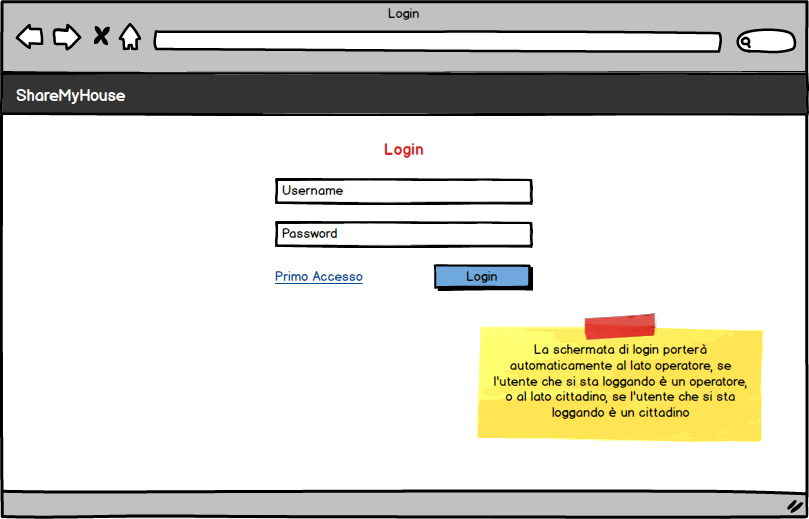 Login
ShareMyHouse
Login
Username
Password
Primo Accesso
Login
La schermata di login porterà
automaticamente al lato operatore, se
l'utente che si sta loggando è un operatore,
o al lato cittadino, se l'utente che si sta
loggando è un cittadino